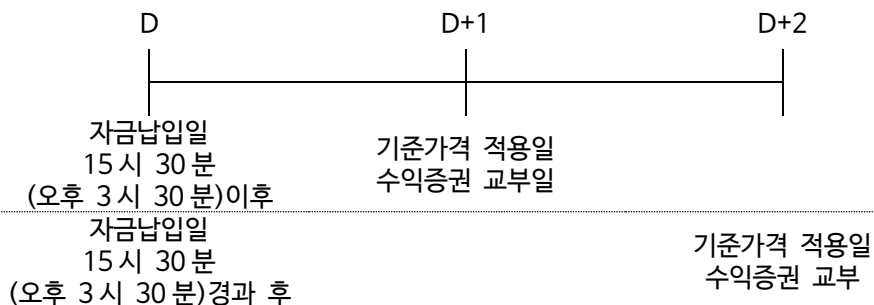 D
D+1
D+2
자금납입일
15시 30분
(오후 3시 30분)이후
기준가격 적용일
수익증권 교부일
자금납입일
15시 30분
(오후 3시 30분)경과 후
기준가격 적용일
수익증권 교부